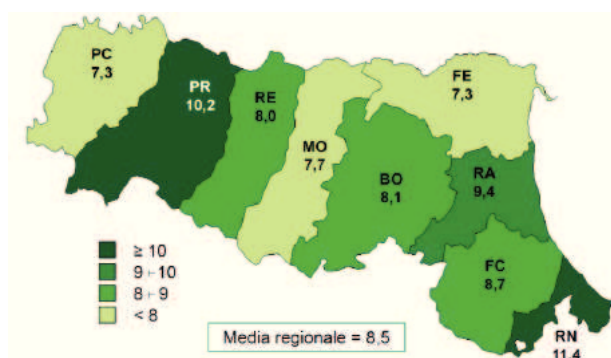 PC
7,3
PR
10,2
RE
8,0
MO
7,7
FE
7,3
BO
8,1
RA
9,4
FC
8,7
RN
11,4
≥ 10
9 ⊢ 10
8 ⊢ 9
< 8
Media regionale = 8,5